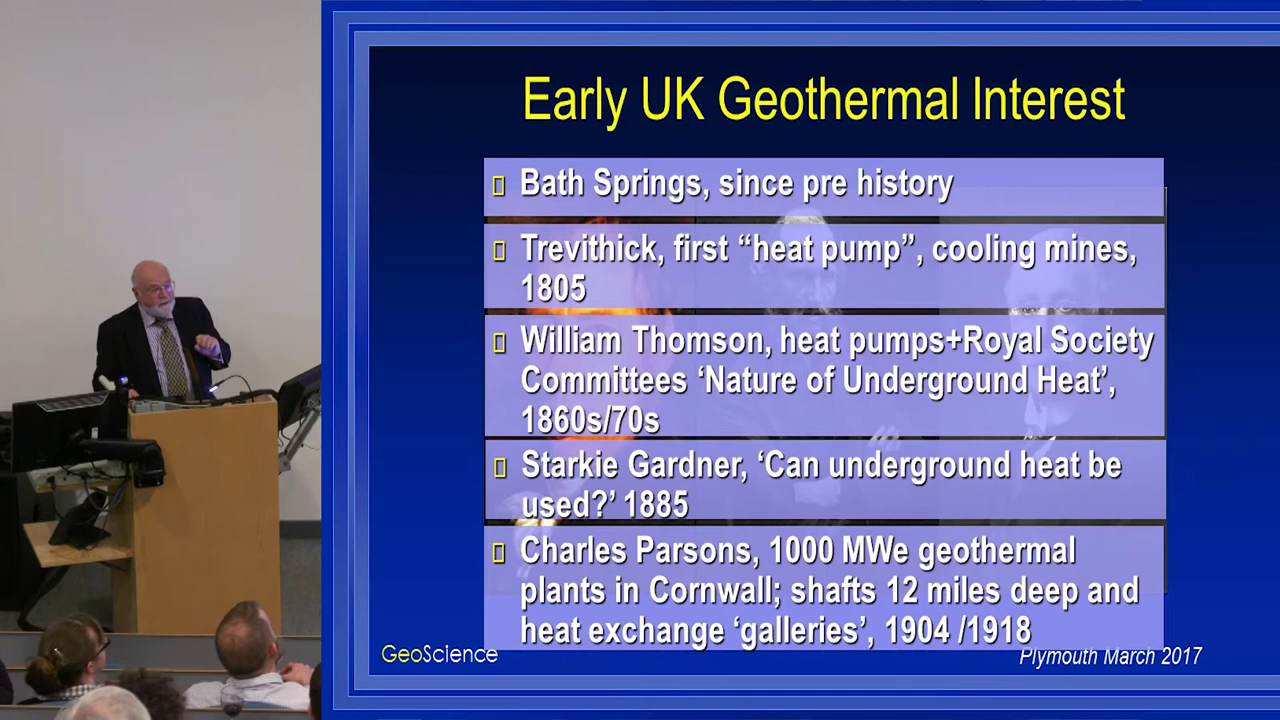 Early UK Geothermal Interest
Bath Springs, since pre history
Trevithick, first “heat pump”, cooling mines,
1805
William Thomson, heat pumps+Royal Society
Committees ‘Nature of Underground Heat’,
1860s/70s
Starkie Gardner, ‘Can underground heat be
used?’ 1885
Charles Parsons, 1000 MWe geothermal
plants in Cornwall; shafts 12 miles deep and
heat exchange ‘galleries’, 1904 /1918
GeoScience
Plymouth March 2017